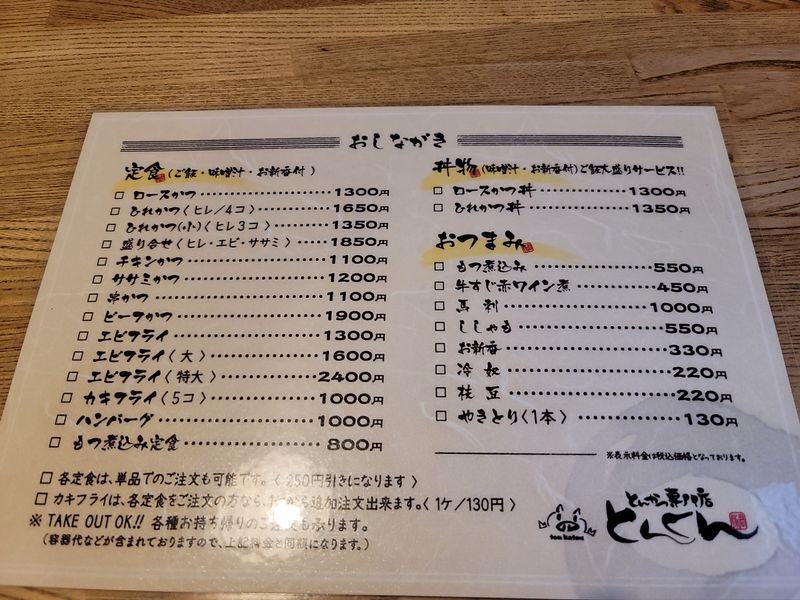 おしながき
定食(ご飯・味噌汁・お新香付)
□ ロースかつ 1300円
□ ひれかつ〈ヒレ/4コ〉 1650円
□ ひれかつ(小)〈ヒレ3コ〉 1350円
□ 盛り合せ〈ヒレ・エビ・ササミ〉 1850円
□ チキンかつ 1100円
□ ササミかつ 1200円
□ 串かつ 1100円
□ ビーフかつ 1900円
□ エビフライ 1300円
□ エビフライ〈大〉 1600円
□ エビフライ〈特大〉 2400円
□ カキフライ〈5コ〉 1000円
□ ハンバーグ 1000円
□ もつ煮込み定食 800円
□ 各定食は、単品でのご注文も可能です。〈250円引きになります〉
□ カキフライは、各定食をご注文の方なら、1ケから追加注文出来ます。〈1ケ/130円〉
※ TAKE OUT OK!! 各種お持ち帰りのご注文も承ります。
(容器代などが含まれておりますので、上記料金と同額になります。)
丼物(味噌汁・お新香付)ご飯大盛りサービス!!
□ ロースかつ丼 1300円
□ ひれかつ丼 1350円
おつまみ
□ もつ煮込み 550円
□ 牛すじ赤ワイン煮 450円
□ 馬刺 1000円
□ ししゃも 550円
□ お新香 330円
□ 冷奴 220円
□ 枝豆 220円
□ やきとり〈1本〉 130円
※表示料金は税込価格となっております。
ton katsu
とんかつ専門店
とんとん